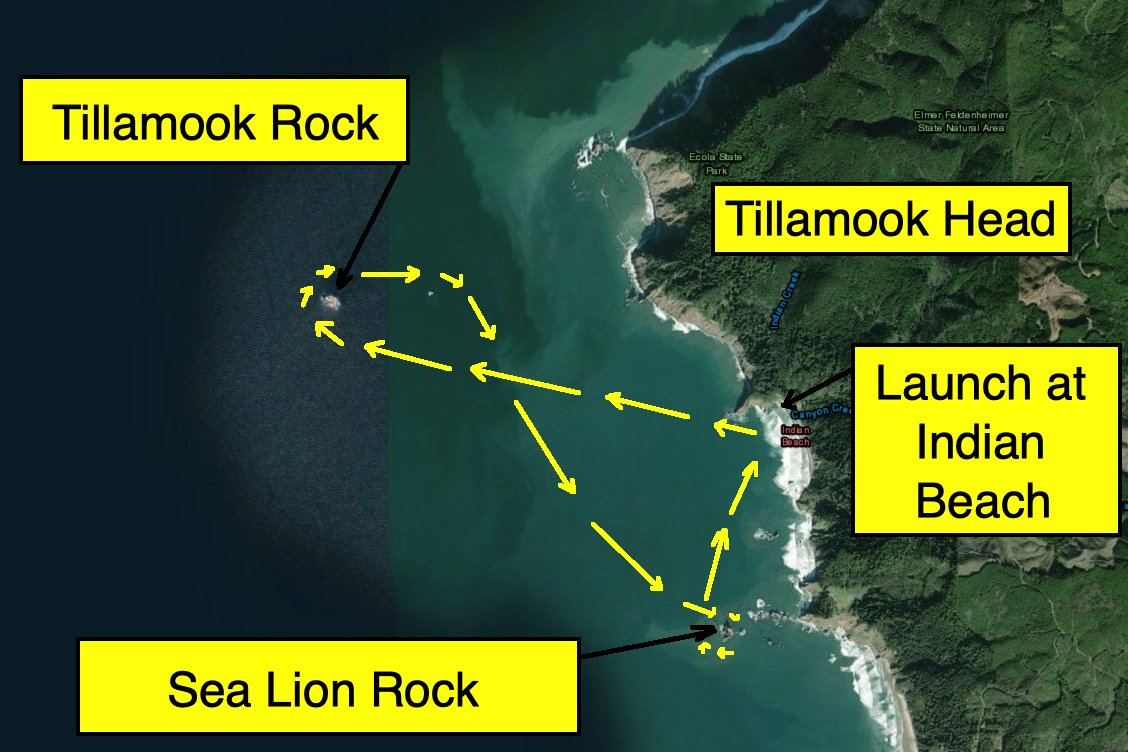 Tillamook Rock
Elmer Feldenheimer
State Natural Area
Ecola State
Park
Tillamook Head
Indian Creek
Launch at
Indian
Beach
Canyon Cree
Indian
Beach
Sea Lion Rock